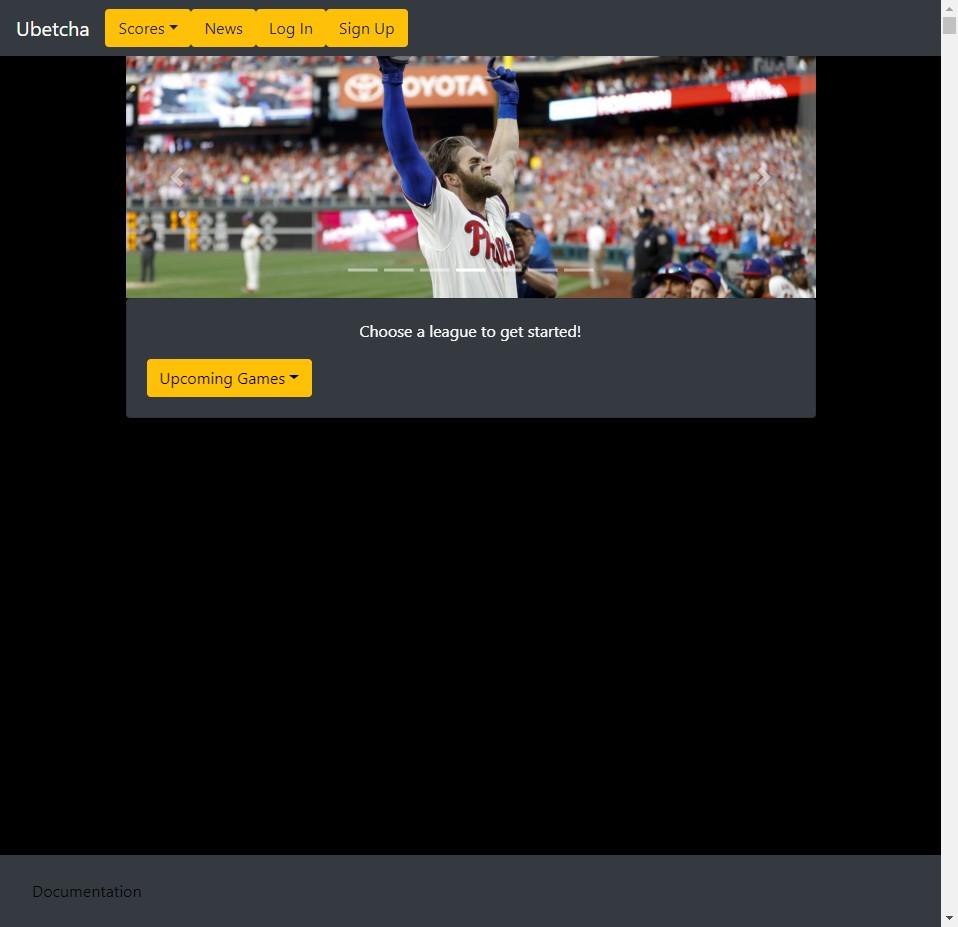 Ubetcha
Scores
News
Log In
Sign Up
TOYOTA
HOMERUN
Phillies
Choose a league to get started!
Upcoming Games
Documentation